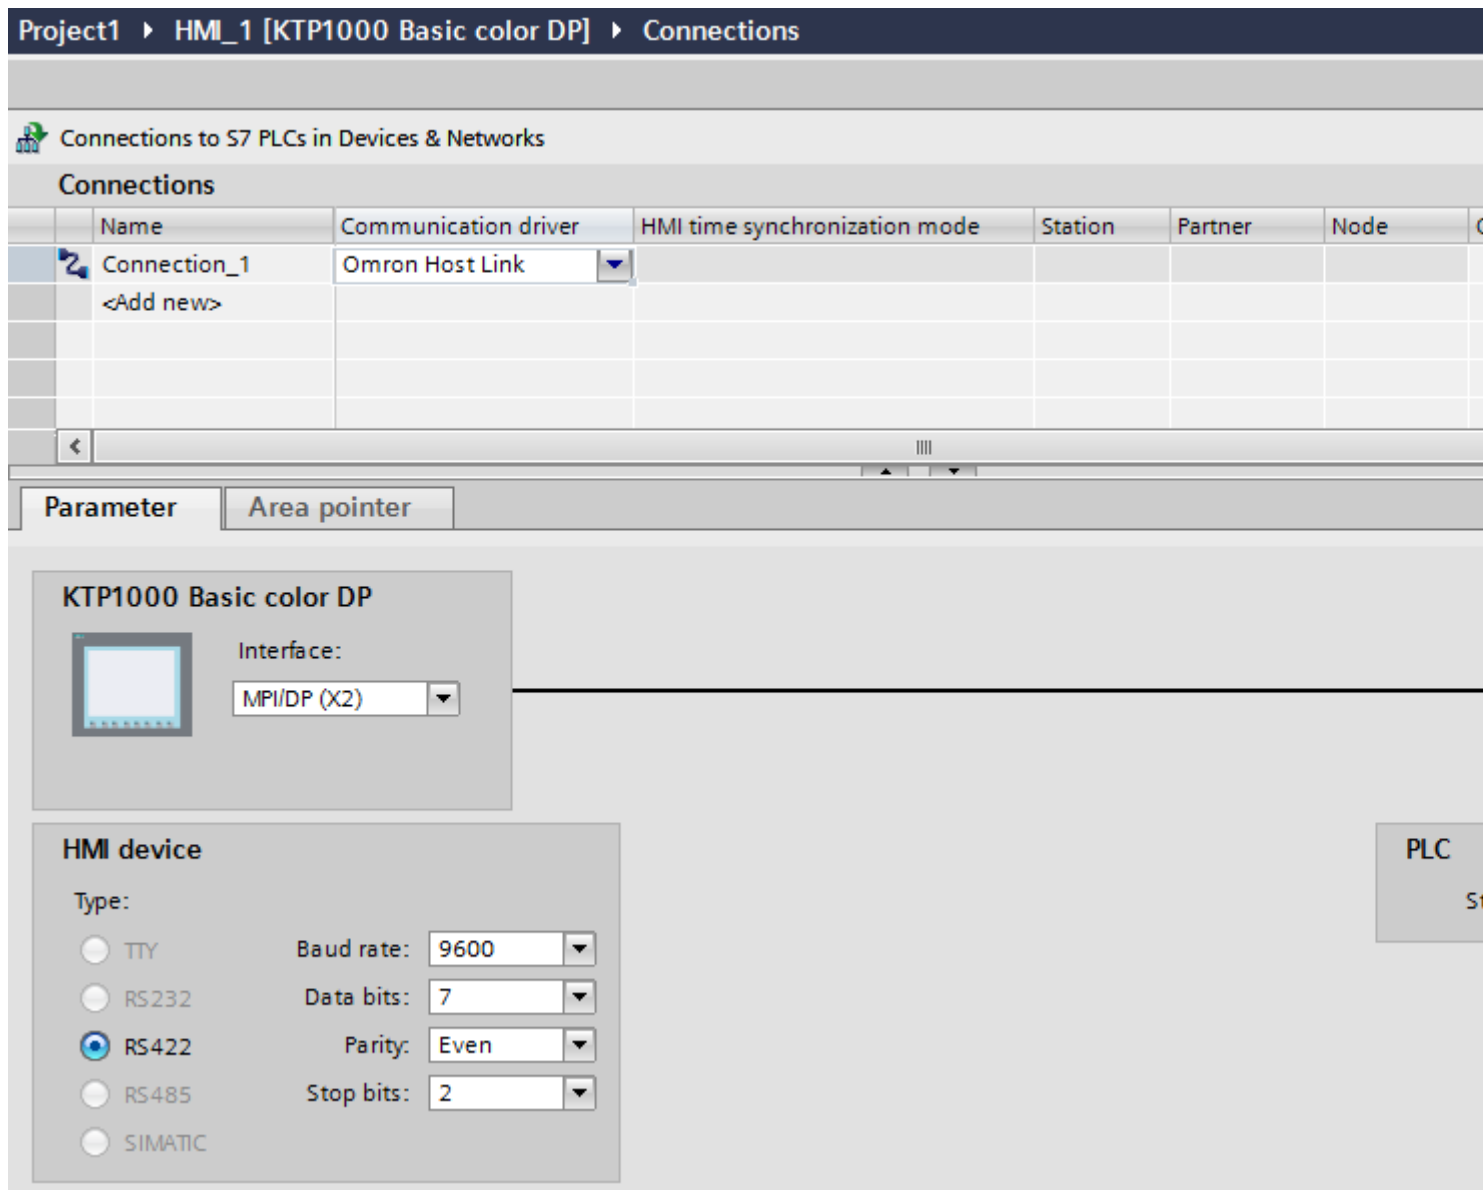 Project1 ▸ HMI_1 [KTP1000 Basic color DP] ▸ Connections
Connections to S7 PLCs in Devices & Networks
Connections
Name Communication driver HMI time synchronization mode Station Partner Node
Connection_1 Omron Host Link
<Add new>
Parameter Area pointer
KTP1000 Basic color DP
Interface:
MPI/DP (X2)
HMI device
PLC
Type:
TTY Baud rate: 9600
RS232 Data bits: 7
RS422 Parity: Even
RS485 Stop bits: 2
SIMATIC